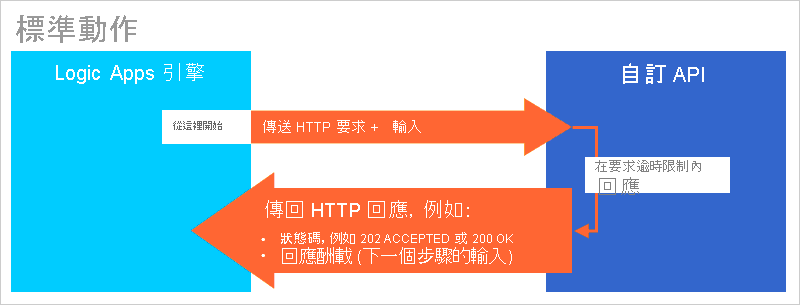 標準動作
Logic Apps 引擎
自訂 API
從這裡開始
傳送 HTTP 要求 + 輸入
在要求逾時限制內
回應
傳回 HTTP 回應, 例如:
• 狀態碼, 例如 202 ACCEPTED 或 200 OK
• 回應酬載 (下一個步驟的輸入)